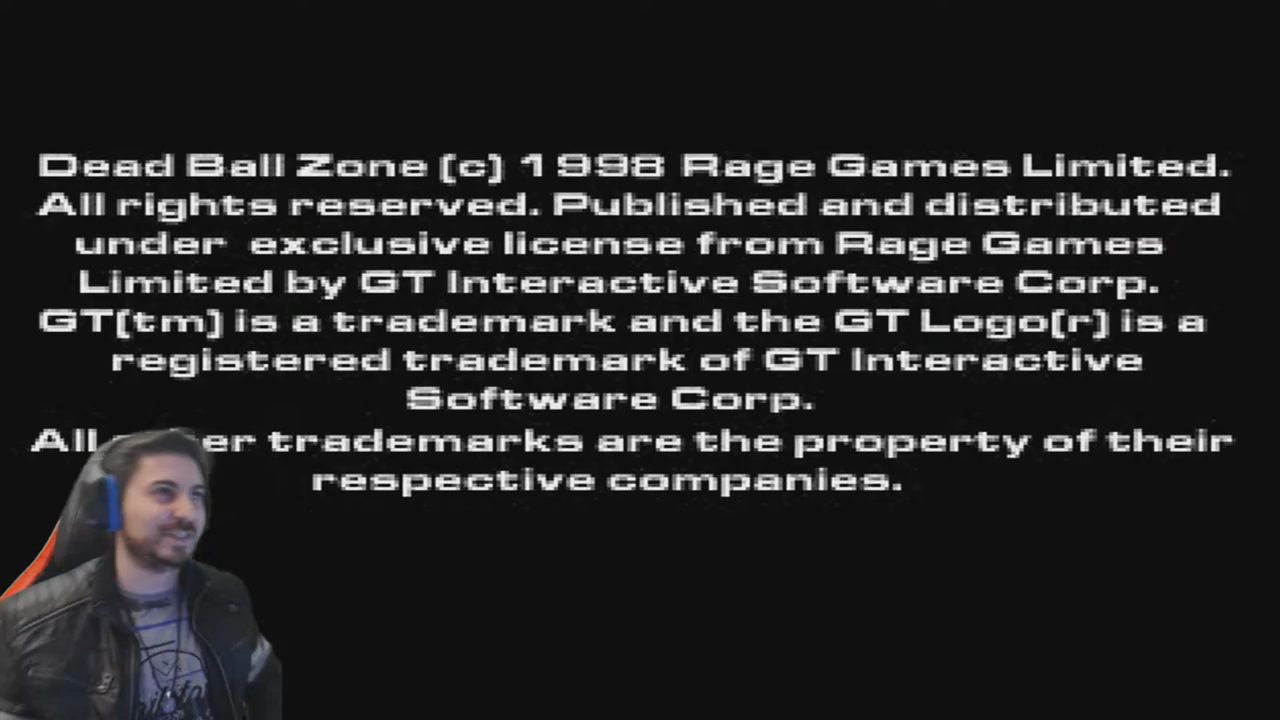 Dead Ball Zone (c) 1998 Rage Games Limited.
All rights reserved. Published and distributed
under exclusive license from Rage Games
Limited by GT Interactive Software Corp.
GT(tm) is a trademark and the GT Logo(r) is a
registered trademark of GT Interactive
Software Corp.
All trademarks are the property of their
respective companies.